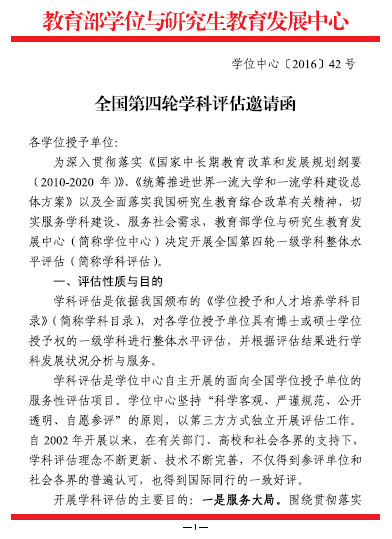 教育部学位与研究生教育发展中心
学位中心〔2016〕42号
全国第四轮学科评估邀请函
各学位授予单位：
为深入贯彻落实《国家中长期教育改革和发展规划纲要
（2010-2020 年）》、《统筹推进世界一流大学和一流学科建设总
体方案》以及全面落实我国研究生教育综合改革有关精神，切
实服务学科建设、服务社会需求，教育部学位与研究生教育发
展中心（简称学位中心）决定开展全国第四轮一级学科整体水
平评估（简称学科评估）。
一、评估性质与目的
学科评估是依据我国颁布的《学位授予和人才培养学科目
录》（简称学科目录），对各学位授予单位具有博士或硕士学位
授予权的一级学科进行整体水平评估，并根据评估结果进行学
科发展状况分析与服务。
学科评估是学位中心自主开展的面向全国学位授予单位的
服务性评估项目。学位中心坚持“科学客观、严谨规范、公开
透明、自愿参评”的原则，以第三方方式独立开展评估工作。
自 2002 年开展以来，在有关部门、高校和社会各界的支持下，
学科评估理念不断更新、技术不断完善，不仅得到参评单位和
社会各界的普遍认可，也得到国际同行的一致好评。
开展学科评估的主要目的：一是服务大局。围绕贯彻落实
—1—